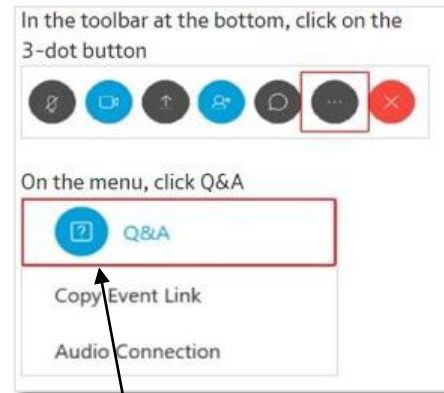 In the toolbar at the bottom, click on the
3-dot button
On the menu, click Q&A
Q&A
Copy Event Link
Audio Connection